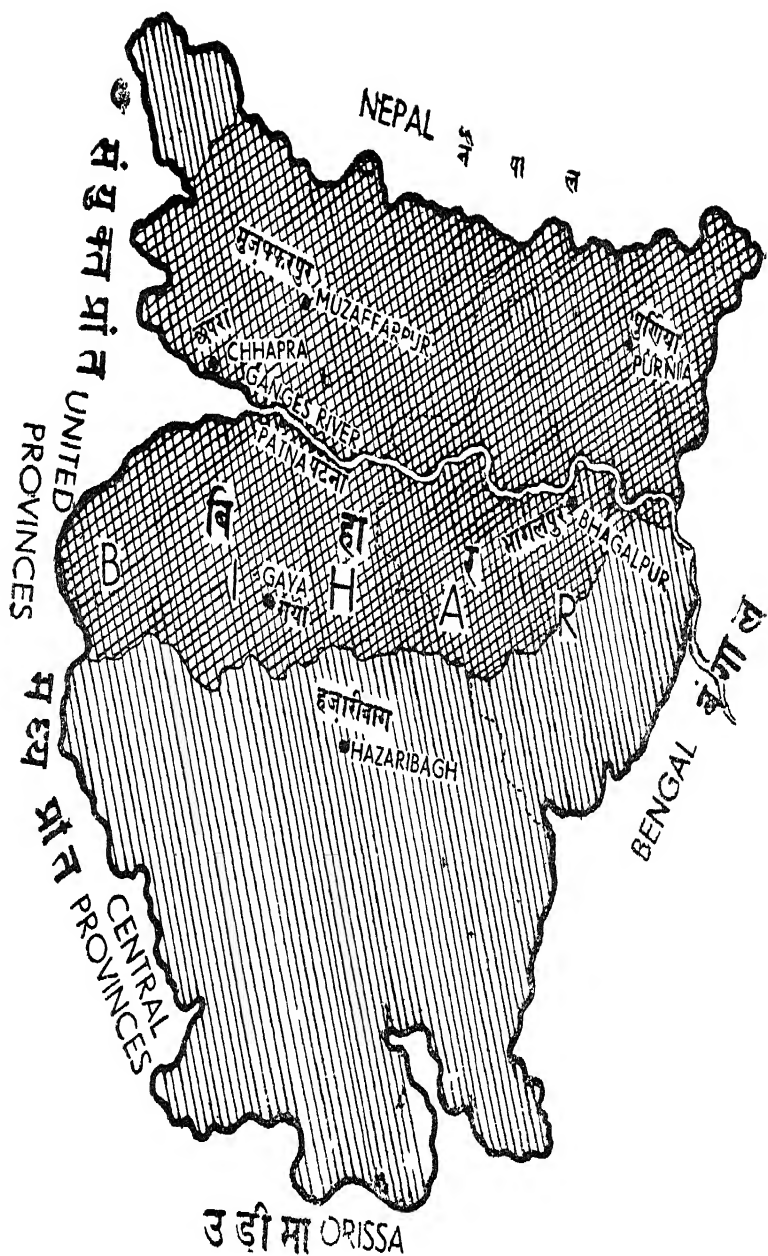 NEPAL
नेपाल
संयुक्त प्रांत
UNITED
PROVINCES
मुजफ्फरपुर
MUZAFFARPUR
छपरा
CHHAPRA
GANGES RIVER
PATNA पटना
पुर्णिया
PURNIA
बि हा र
B I H A R
GAYA
गया
भागलपुर
BHAGALPUR
हज़ारीबाग
HAZARIBAGH
BENGAL बंगाल
मध्य प्रांत
CENTRAL
PROVINCES
उड़ीमा ORISSA